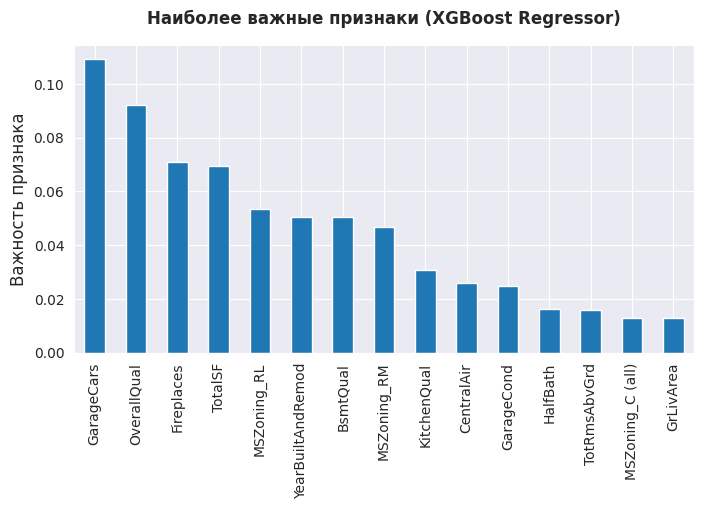 Наиболее важные признаки (XGBoost Regressor)
Важность признака
0.10
0.08
0.06
0.04
0.02
0.00
GarageCars
OverallQual
Fireplaces
TotalSF
MSZoning_RL
YearBuiltAndRemod
BsmtQual
MSZoning_RM
KitchenQual
CentralAir
GarageCond
HalfBath
TotRmsAbvGrd
MSZoning_C (all)
GrLivArea